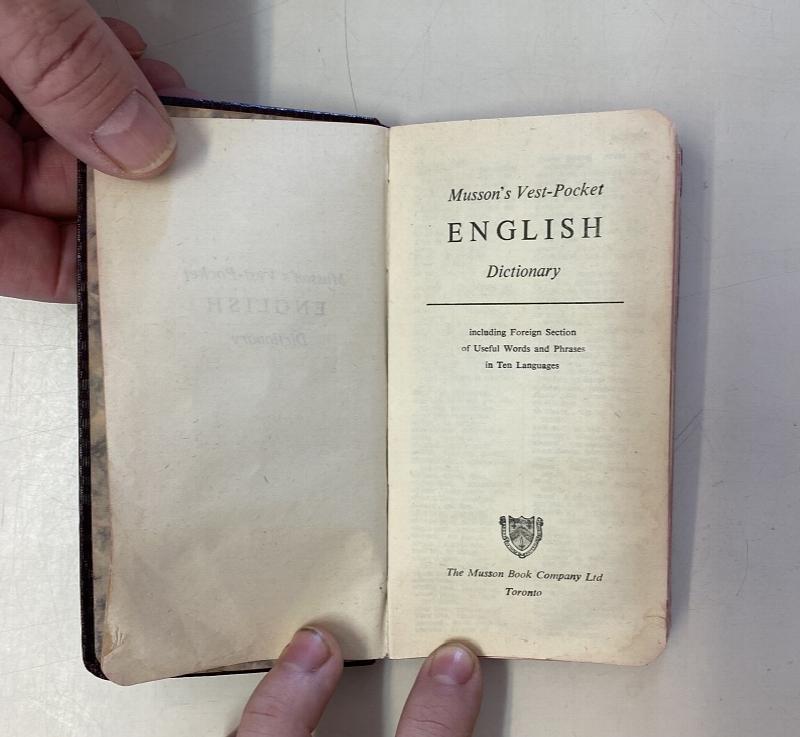 Musson's Vest-Pocket
ENGLISH
Dictionary
including Foreign Section
of Useful Words and Phrases
in Ten Languages
The Musson Book Company Ltd
Toronto